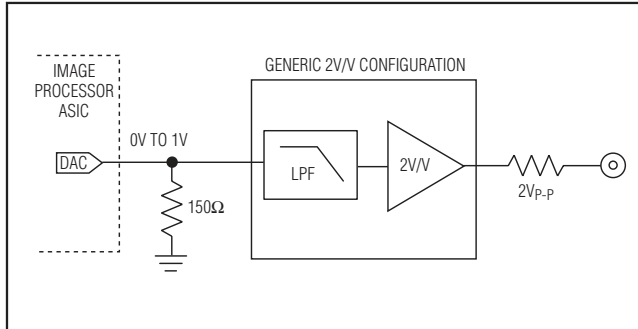 GENERIC 2V/V CONFIGURATION
IMAGE
PROCESSOR
ASIC
0V TO 1V
DAC
LPF
2V/V
150Ω
2VP-P